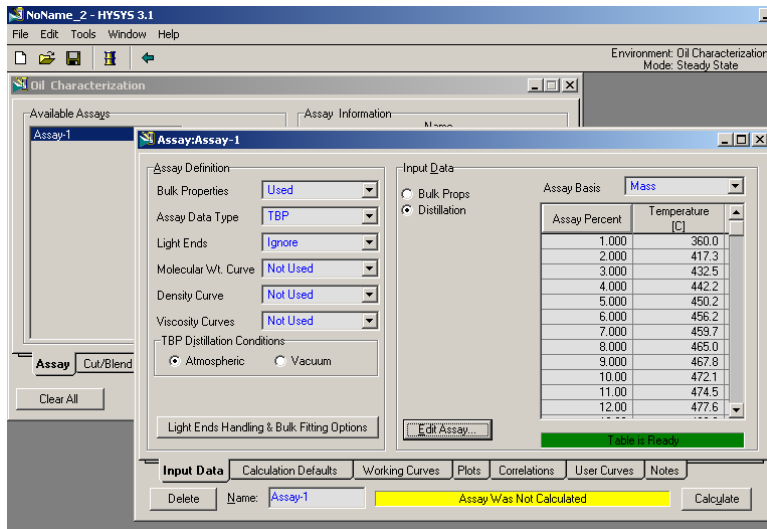 NoName_2 - HYSYS 3.1
File Edit Tools Window Help
Environment: Oil Characterization
Mode: Steady State
Oil Characterization
Available Assays
Assay Information
Assay-1
Assay:Assay-1
Assay Definition
Bulk Properties Used
Assay Data Type TBP
Light Ends Ignore
Molecular Wt. Curve Not Used
Density Curve Not Used
Viscosity Curves Not Used
TBP Distillation Conditions
Atmospheric Vacuum
Light Ends Handling & Bulk Fitting Options
Input Data
Bulk Props
Distillation
Edit Assay...
Assay Basis Mass
Assay Percent Temperature [C]
1.000 360.0
2.000 417.3
3.000 432.5
4.000 442.2
5.000 450.2
6.000 456.2
7.000 459.7
8.000 465.0
9.000 467.8
10.00 472.1
11.00 474.5
12.00 477.6
Table is Ready
Assay Cut/Blend
Clear All
Input Data Calculation Defaults Working Curves Plots Correlations User Curves Notes
Delete Name: Assay-1 Assay Was Not Calculated Calculate